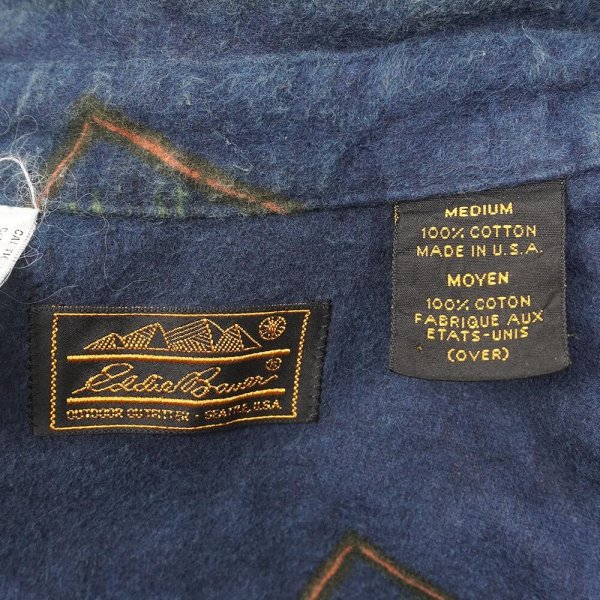 Eddie Bauer®
OUTDOOR OUTFITTER - SEATTLE, U.S.A.
MEDIUM
100% COTTON
MADE IN U.S.A.
MOYEN
100% COTON
FABRIQUE AUX
ETATS-UNIS
(OVER)